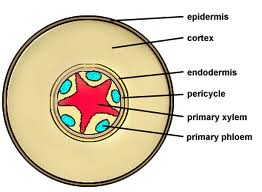 epidermis
cortex
endodermis
pericycle
primary xylem
primary phloem